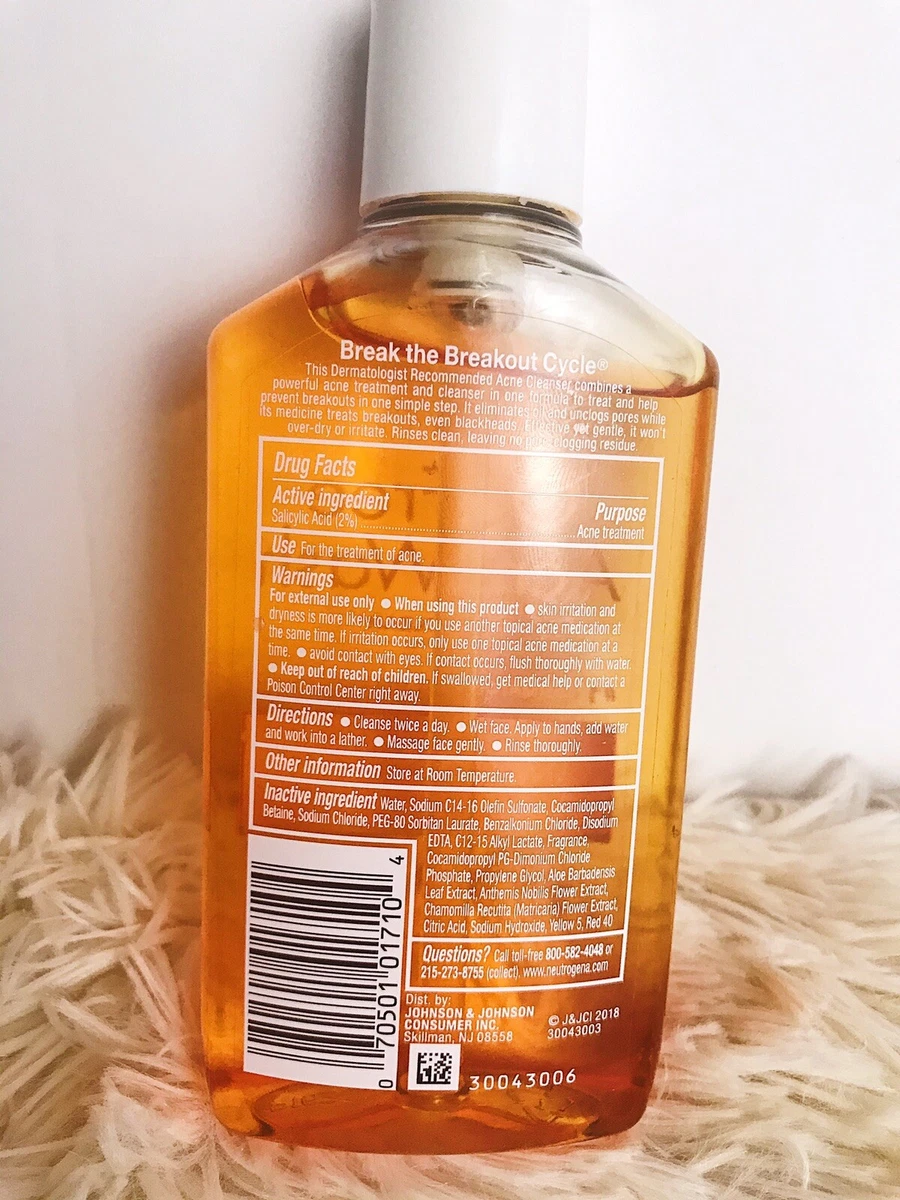 Break the Breakout Cycle®
This Dermatologist Recommended Acne Cleanser combines a
powerful acne treatment and cleanser in one formula to treat and help
prevent breakouts in one simple step. It eliminates oil and unclogs pores while
its medicine treats breakouts, even blackheads. Effective yet gentle, it won't
over-dry or irritate. Rinses clean, leaving no pore-clogging residue.
Drug Facts
Active ingredient Purpose
Salicylic Acid (2%) ........................................ Acne treatment
Use For the treatment of acne.
Warnings
For external use only ● When using this product ● skin irritation and
dryness is more likely to occur if you use another topical acne medication at
the same time. If irritation occurs, only use one topical acne medication at a
time. ● avoid contact with eyes. If contact occurs, flush thoroughly with water.
● Keep out of reach of children. If swallowed, get medical help or contact a
Poison Control Center right away.
Directions ● Cleanse twice a day. ● Wet face. Apply to hands, add water
and work into a lather. ● Massage face gently. ● Rinse thoroughly.
Other information Store at Room Temperature.
Inactive ingredient Water, Sodium C14-16 Olefin Sulfonate, Cocamidopropyl
Betaine, Sodium Chloride, PEG-80 Sorbitan Laurate, Benzalkonium Chloride, Disodium
EDTA, C12-15 Alkyl Lactate, Fragrance,
Cocamidopropyl PG-Dimonium Chloride
Phosphate, Propylene Glycol, Aloe Barbadensis
Leaf Extract, Anthemis Nobilis Flower Extract,
Chamomilla Recutita (Matricaria) Flower Extract,
Citric Acid, Sodium Hydroxide, Yellow 5, Red 40
Questions? Call toll-free 800-582-4048 or
215-273-8755 (collect). www.neutrogena.com
0 70501 01710 4
Dist. by:
JOHNSON & JOHNSON
CONSUMER INC.
Skillman, NJ 08558
© J&JCI 2018
30043003
30043006